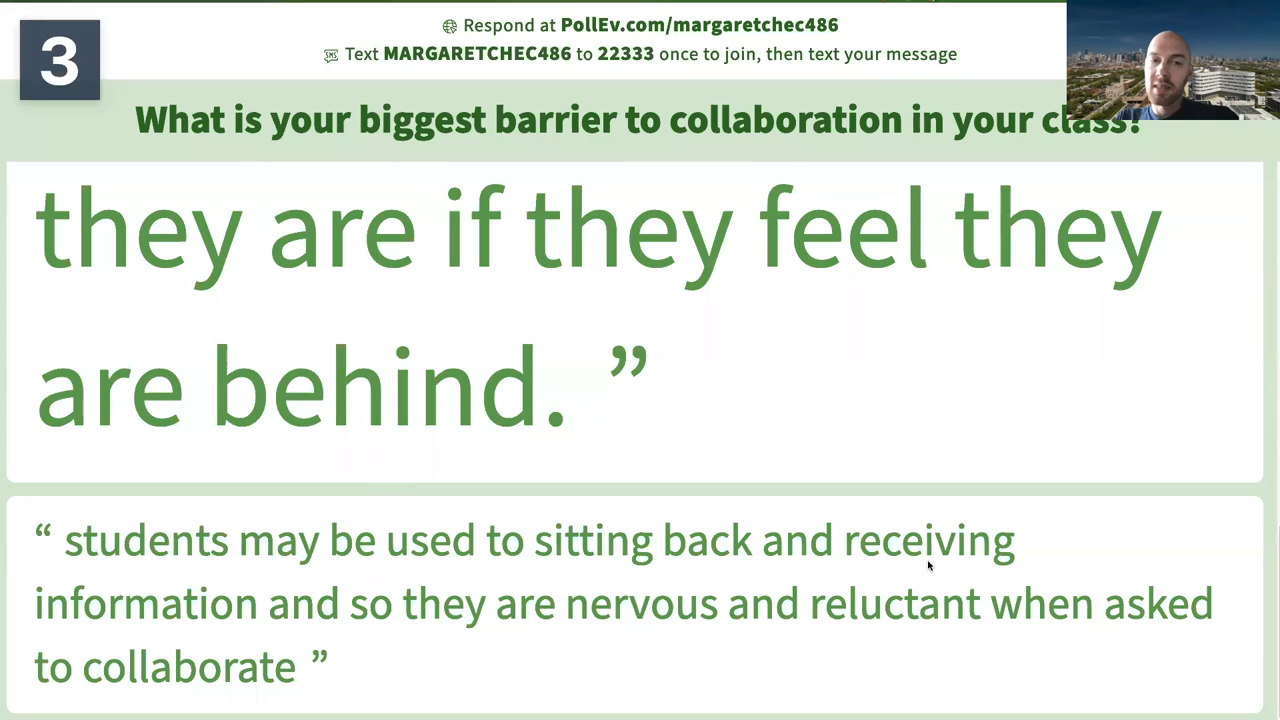 3
Respond at PollEv.com/margaretchec486
Text MARGARETCHEC486 to 22333 once to join, then text your message
What is your biggest barrier to collaboration in your class?
they are if they feel they
are behind. ”
“ students may be used to sitting back and receiving
information and so they are nervous and reluctant when asked
to collaborate ”